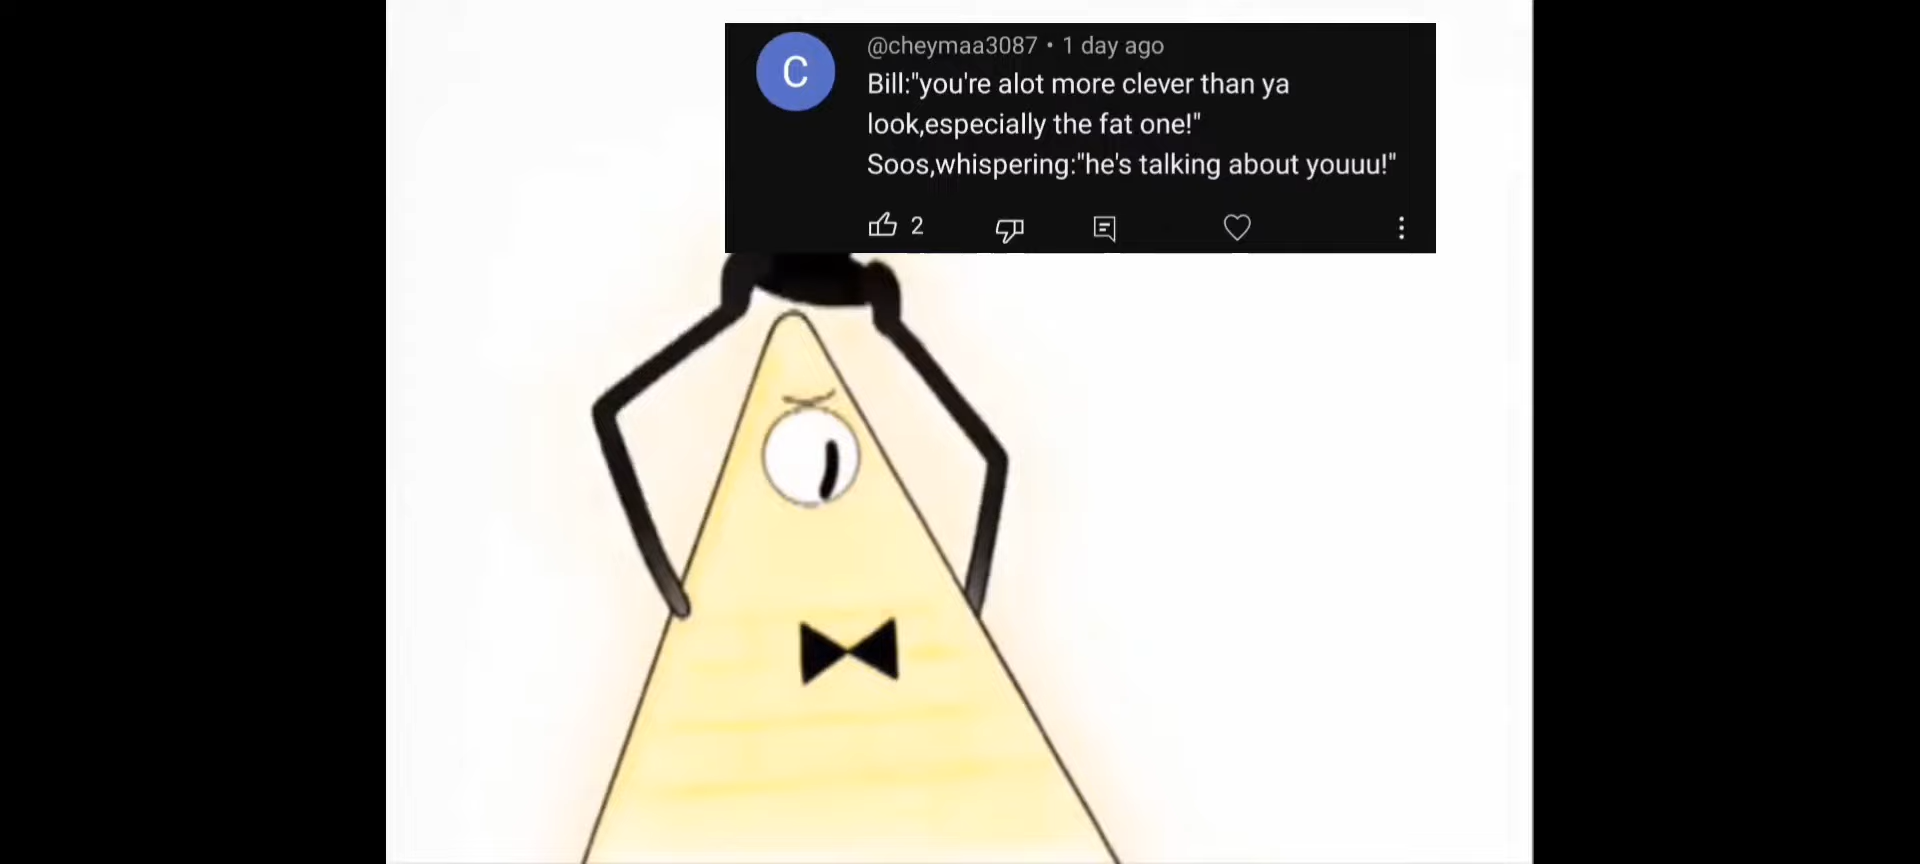 C
@cheymaa3087 • 1 day ago
Bill:"you're alot more clever than ya
look,especially the fat one!"
Soos,whispering:"he's talking about youuu!"
2